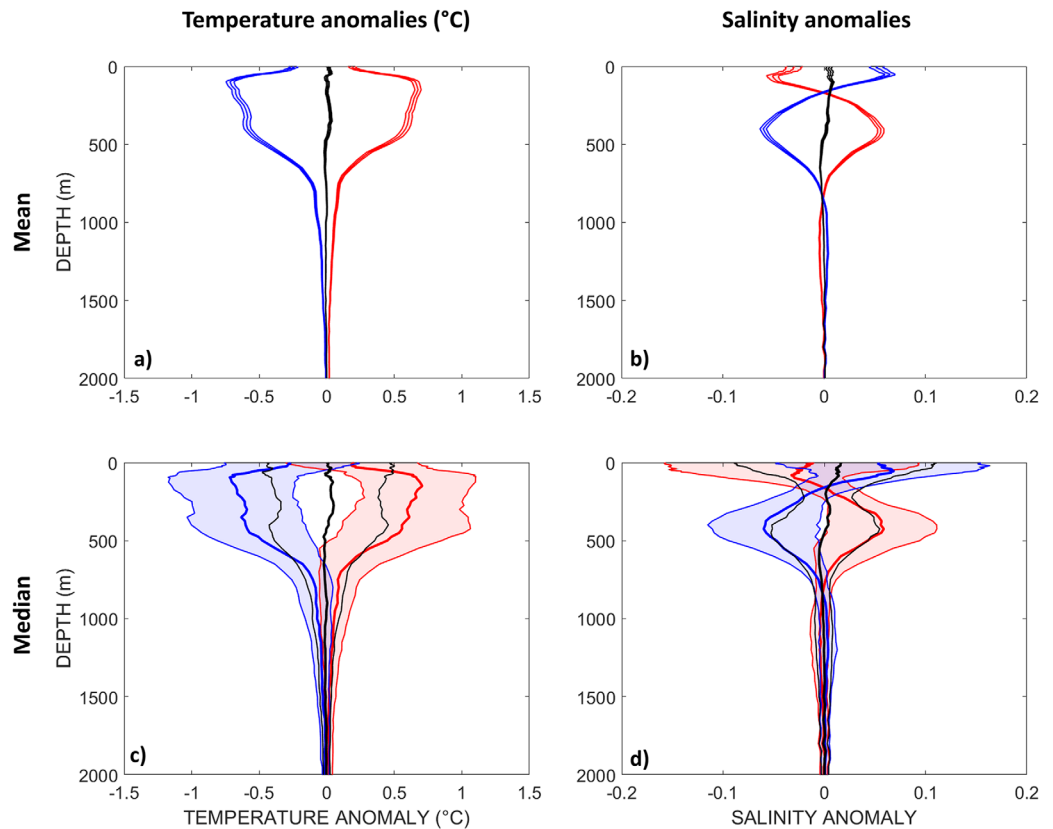 Temperature anomalies (°C)
Salinity anomalies
Mean
DEPTH (m)
0
500
1000
1500
2000
a)
-1.5 -1 -0.5 0 0.5 1 1.5
0
500
1000
1500
2000
b)
-0.2 -0.1 0 0.1 0.2
Median
DEPTH (m)
0
500
1000
1500
2000
c)
-1.5 -1 -0.5 0 0.5 1 1.5
TEMPERATURE ANOMALY (°C)
0
500
1000
1500
2000
d)
-0.2 -0.1 0 0.1 0.2
SALINITY ANOMALY